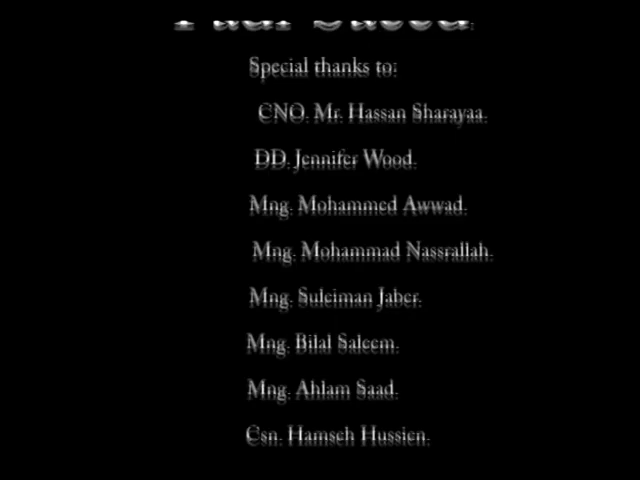 Special thanks to:
CNO. Mr. Hassan Sharayaa.
DD. Jennifer Wood.
Mng. Mohammed Awwad.
Mng. Mohammad Nassrallah.
Mng. Suleiman Jaber.
Mng. Bilal Saleem.
Mng. Ahlam Saad.
Csn. Hamseh Hussien.